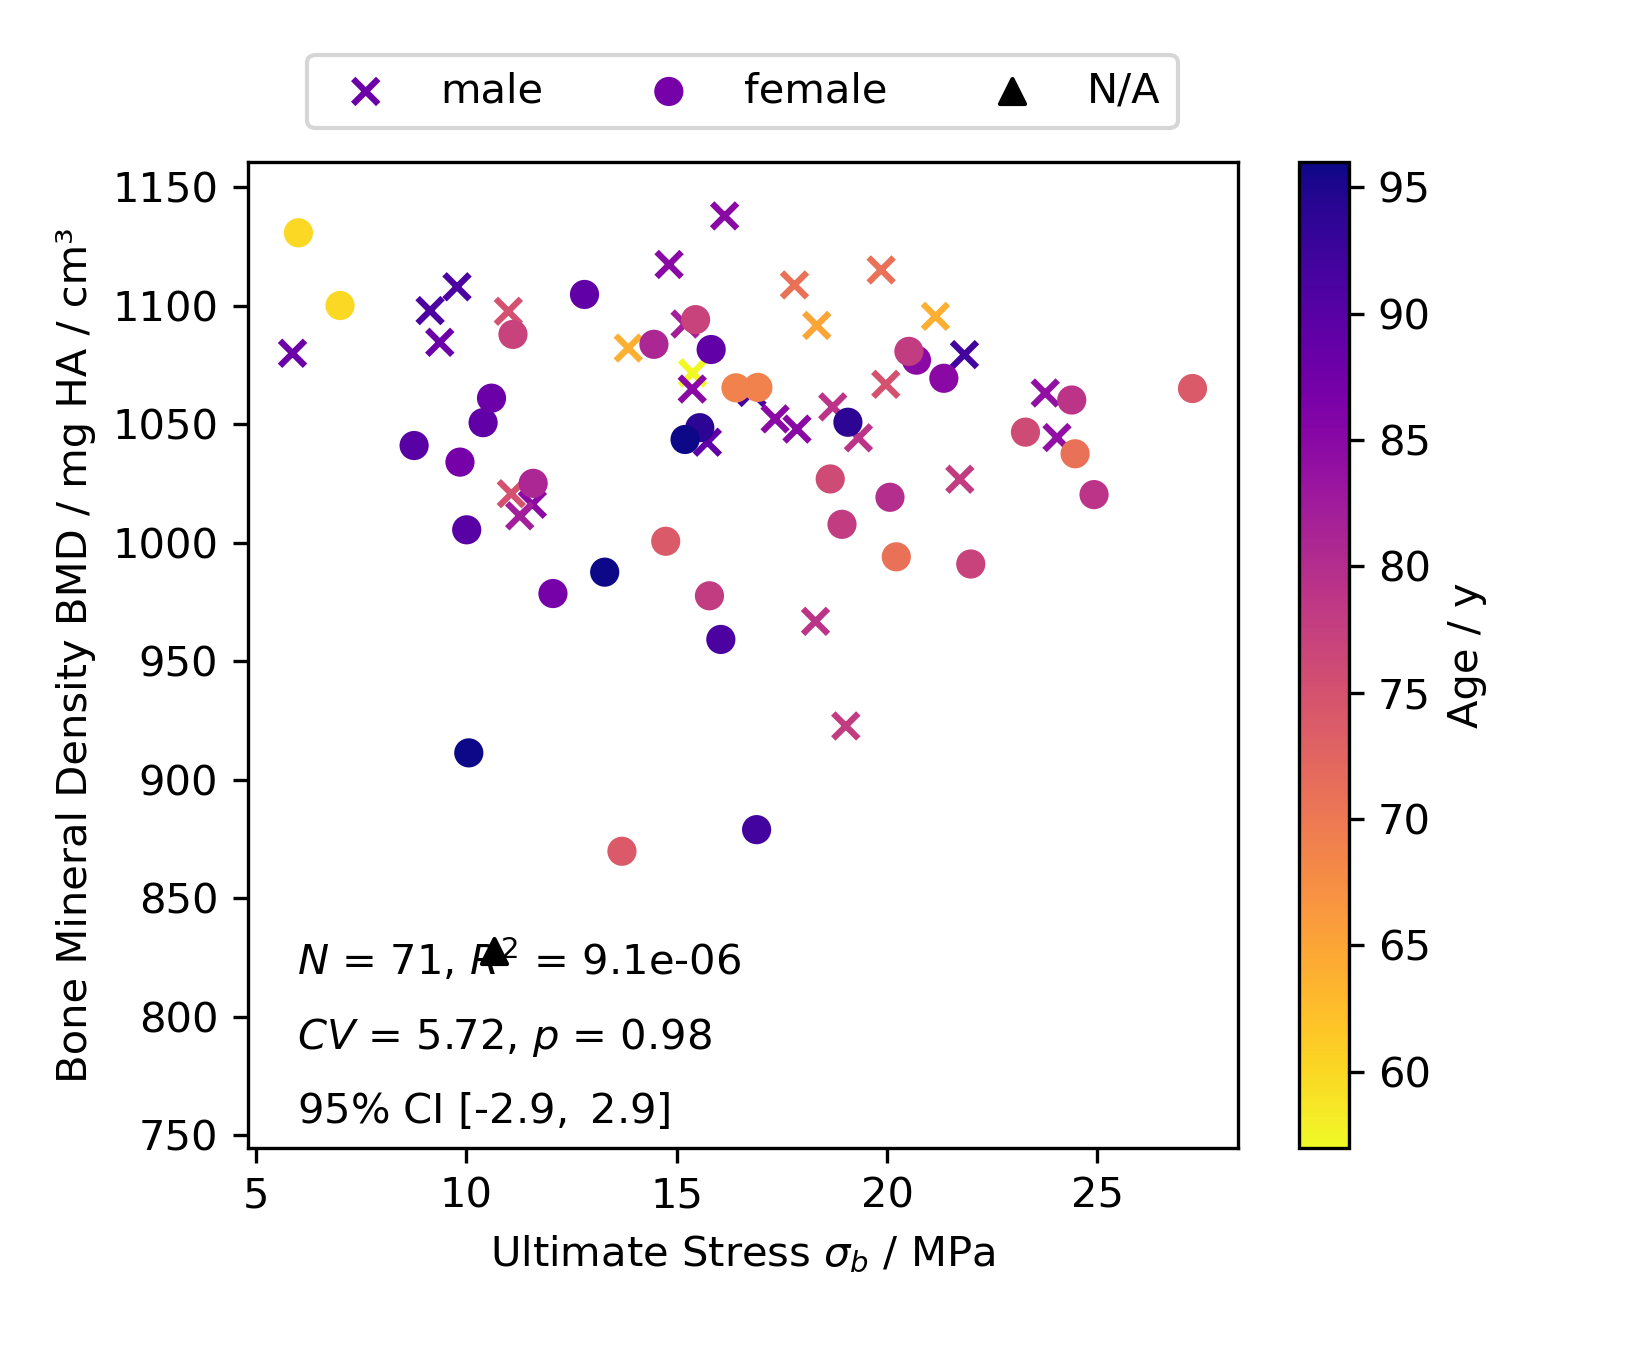 male female N/A
1150
1100
1050
1000
950
900
850
800
750
Bone Mineral Density BMD / mg HA / cm³
N = 71, R² = 9.1e-06
CV = 5.72, p = 0.98
95% CI [-2.9, 2.9]
5 10 15 20 25
Ultimate Stress σb / MPa
95
90
85
80
75
70
65
60
Age / y